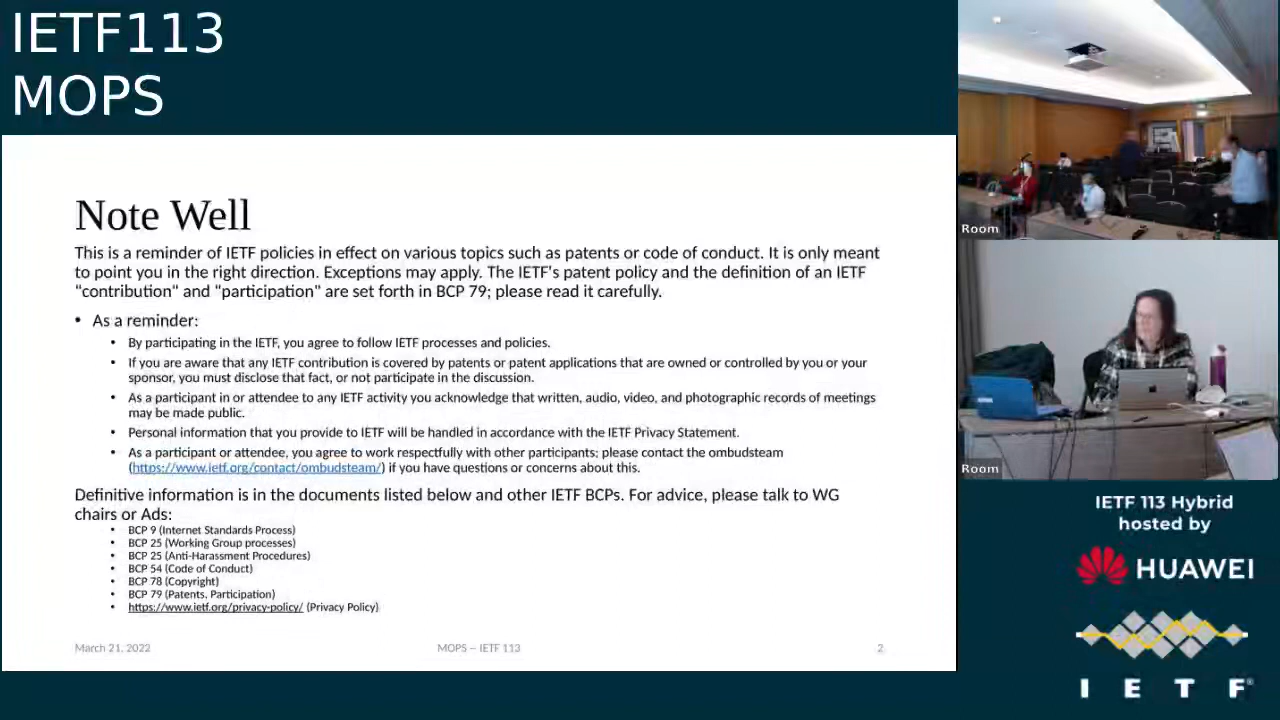 IETF113
MOPS
Note Well
This is a reminder of IETF policies in effect on various topics such as patents or code of conduct. It is only meant
to point you in the right direction. Exceptions may apply. The IETF's patent policy and the definition of an IETF
"contribution" and "participation" are set forth in BCP 79; please read it carefully.
• As a reminder:
• By participating in the IETF, you agree to follow IETF processes and policies.
• If you are aware that any IETF contribution is covered by patents or patent applications that are owned or controlled by you or your
sponsor, you must disclose that fact, or not participate in the discussion.
• As a participant in or attendee to any IETF activity you acknowledge that written, audio, video, and photographic records of meetings
may be made public.
• Personal information that you provide to IETF will be handled in accordance with the IETF Privacy Statement.
• As a participant or attendee, you agree to work respectfully with other participants; please contact the ombudsteam
(https://www.ietf.org/contact/ombudsteam/) if you have questions or concerns about this.
Definitive information is in the documents listed below and other IETF BCPs. For advice, please talk to WG
chairs or Ads:
• BCP 9 (Internet Standards Process)
• BCP 25 (Working Group processes)
• BCP 25 (Anti-Harassment Procedures)
• BCP 54 (Code of Conduct)
• BCP 78 (Copyright)
• BCP 79 (Patents, Participation)
• https://www.ietf.org/privacy-policy/ (Privacy Policy)
March 21, 2022
MOPS – IETF 113
2
Room
Room
IETF 113 Hybrid
hosted by
HUAWEI
I E T F®